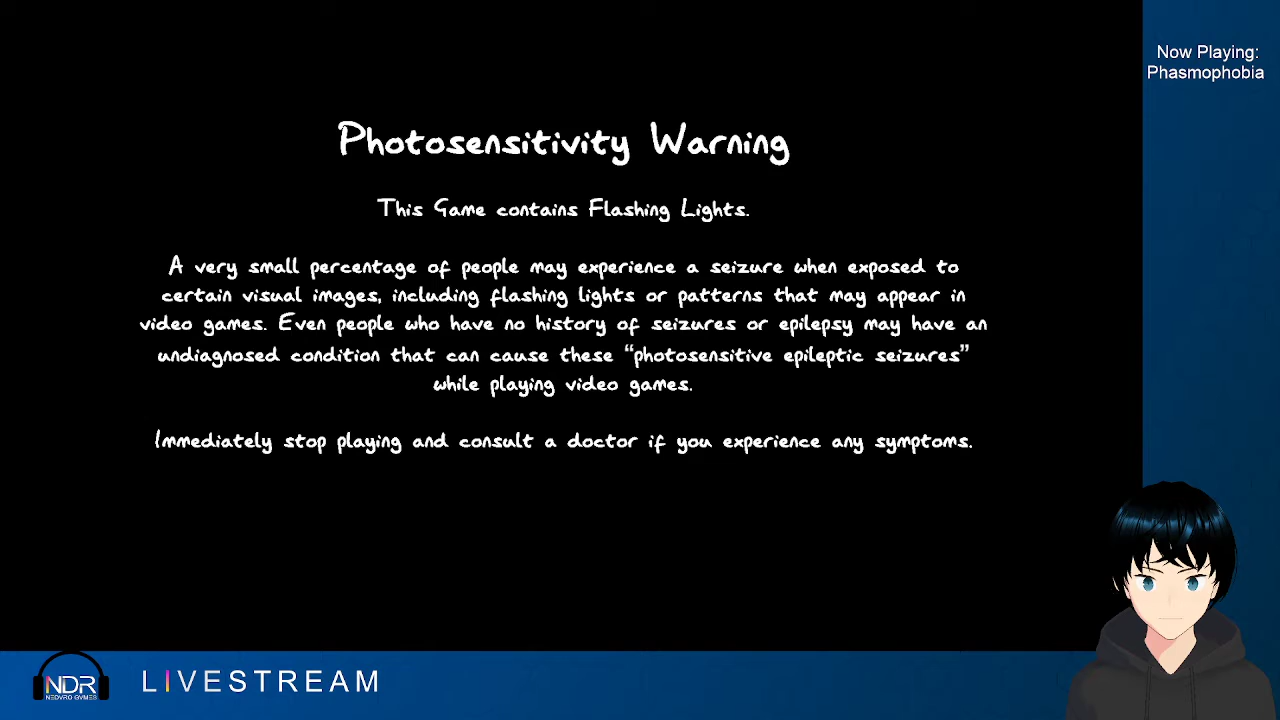 Now Playing:
Phasmophobia
Photosensitivity Warning
This Game contains Flashing Lights.
A very small percentage of people may experience a seizure when exposed to
certain visual images, including flashing lights or patterns that may appear in
video games. Even people who have no history of seizures or epilepsy may have an
undiagnosed condition that can cause these “photosensitive epileptic seizures”
while playing video games.
Immediately stop playing and consult a doctor if you experience any symptoms.
NDR
NEDVRO GVMES
LIVESTREAM